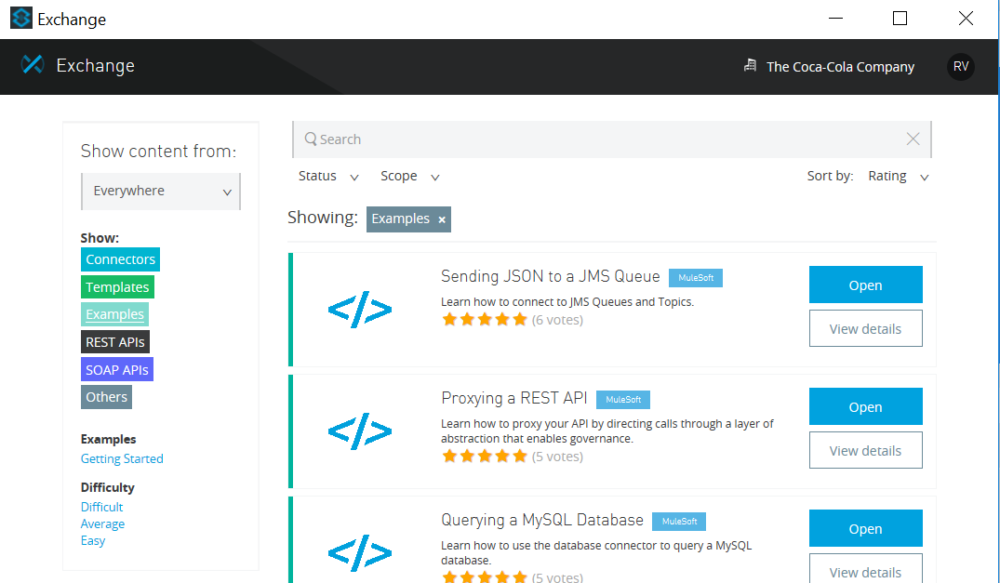 Exchange
Exchange
The Coca-Cola Company
RV
Show content from:
Everywhere
Show:
Connectors
Templates
Examples
REST APIs
SOAP APIs
Others
Examples
Getting Started
Difficulty
Difficult
Average
Easy
Search
Status Scope Sort by: Rating
Showing: Examples ×
Sending JSON to a JMS Queue MuleSoft
Learn how to connect to JMS Queues and Topics.
(6 votes)
Open
View details
Proxying a REST API MuleSoft
Learn how to proxy your API by directing calls through a layer of
abstraction that enables governance.
(5 votes)
Open
View details
Querying a MySQL Database MuleSoft
Learn how to use the database connector to query a MySQL
database.
(5 votes)
Open
View details